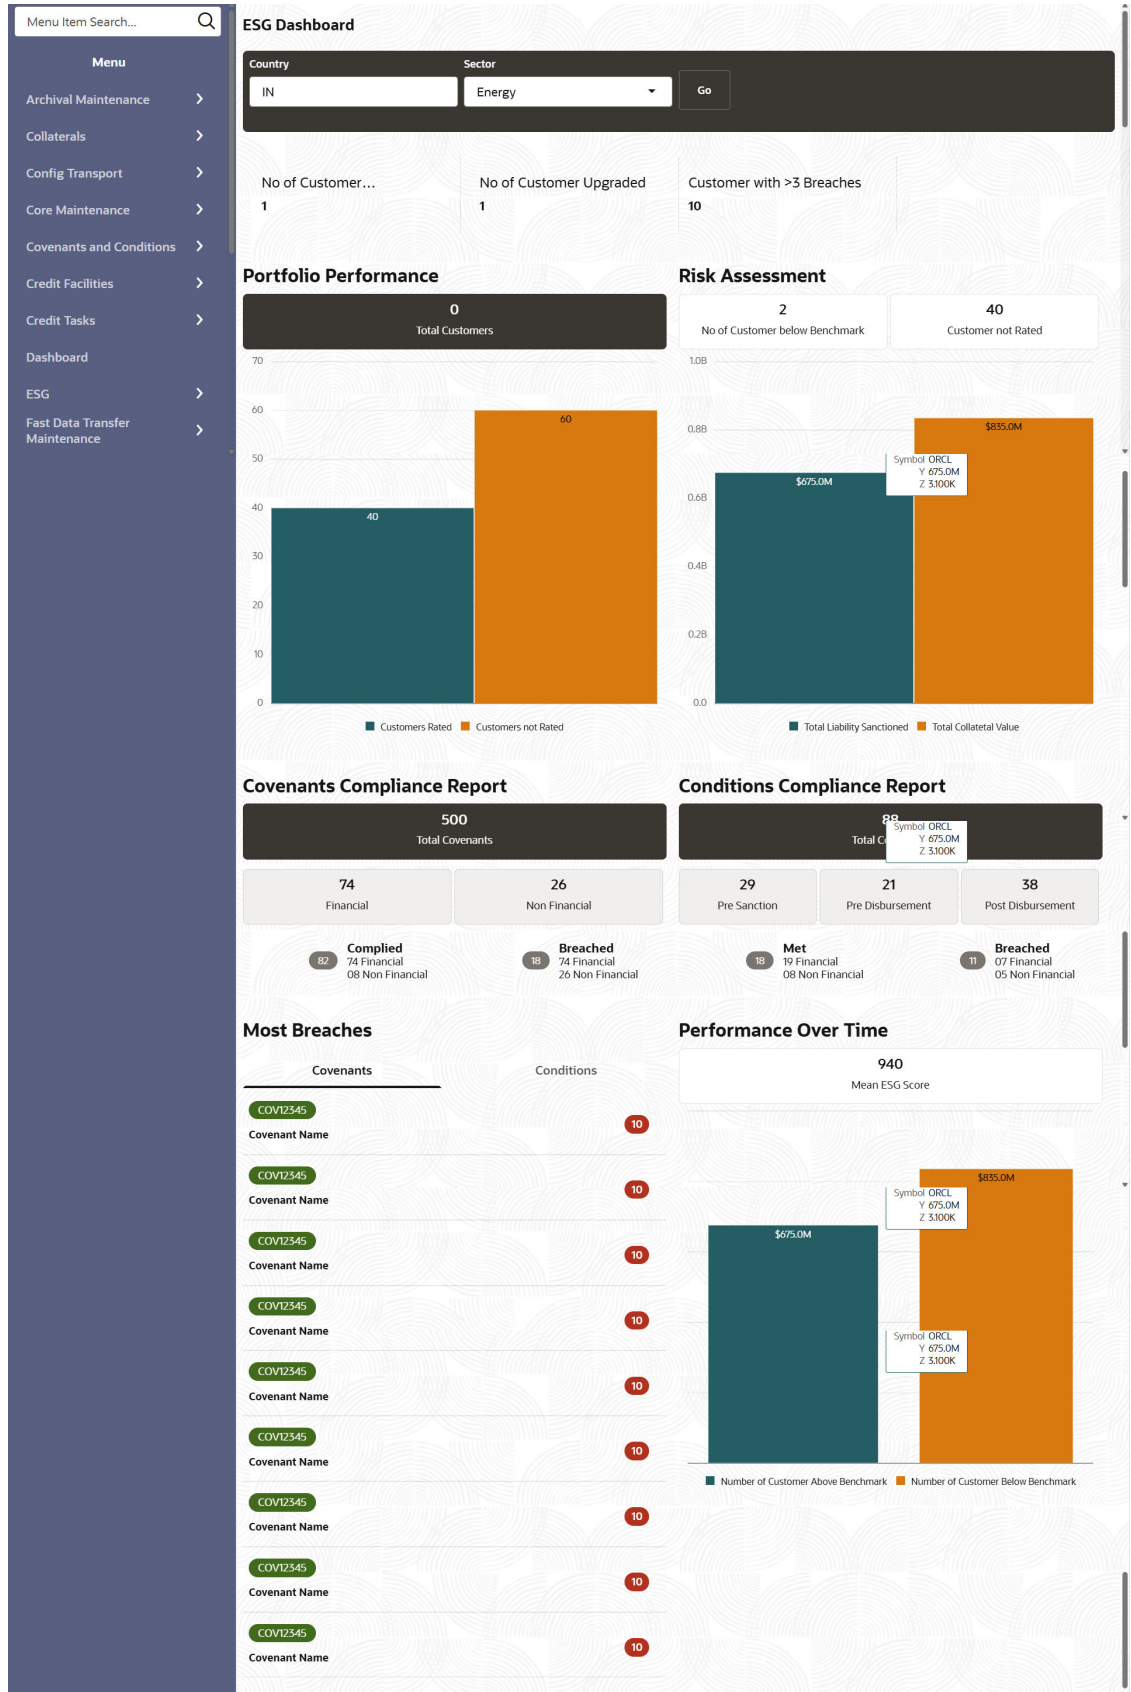 Menu Item Search...
Menu
Archival Maintenance
Collaterals
Config Transport
Core Maintenance
Covenants and Conditions
Credit Facilities
Credit Tasks
Dashboard
ESG
Fast Data Transfer
Maintenance
ESG Dashboard
Country
Sector
IN
Energy
Go
No of Customer...
1
No of Customer Upgraded
1
Customer with >3 Breaches
10
Portfolio Performance
0
Total Customers
70
60
50
40
30
20
10
0
40
60
Customers Rated
Customers not Rated
Risk Assessment
2
No of Customer below Benchmark
40
Customer not Rated
1.0B
0.8B
0.6B
0.4B
0.2B
0.0
$675.0M
$835.0M
Symbol ORCL
Y 675.0M
Z 3.100K
Total Liability Sanctioned
Total Collatetal Value
Covenants Compliance Report
500
Total Covenants
74
Financial
26
Non Financial
82
Complied
74 Financial
08 Non Financial
18
Breached
74 Financial
26 Non Financial
Conditions Compliance Report
88
Total
Symbol ORCL
Y 675.0M
Z 3.100K
29
Pre Sanction
21
Pre Disbursement
38
Post Disbursement
18
Met
19 Financial
08 Non Financial
11
Breached
07 Financial
05 Non Financial
Most Breaches
Covenants
Conditions
COV12345
Covenant Name
10
COV12345
Covenant Name
10
COV12345
Covenant Name
10
COV12345
Covenant Name
10
COV12345
Covenant Name
10
COV12345
Covenant Name
10
COV12345
Covenant Name
10
COV12345
Covenant Name
10
COV12345
Covenant Name
10
Performance Over Time
940
Mean ESG Score
$675.0M
$835.0M
Symbol ORCL
Y 675.0M
Z 3.100K
Symbol ORCL
Y 675.0M
Z 3.100K
Number of Customer Above Benchmark
Number of Customer Below Benchmark